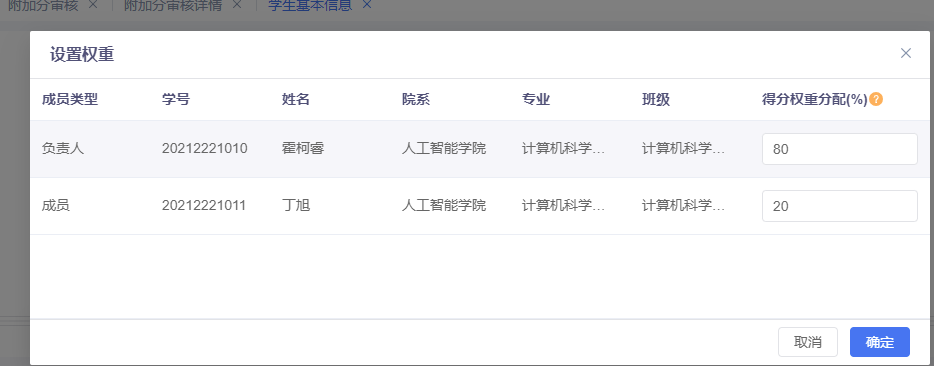 附加分审核 × 附加分审核详情 × 学生基本信息 ×
设置权重 ×
成员类型 学号 姓名 院系 专业 班级 得分权重分配(%) ?
负责人 20212221010 霍柯睿 人工智能学院 计算机科学... 计算机科学... 80
成员 20212221011 丁旭 人工智能学院 计算机科学... 计算机科学... 20
取消 确定